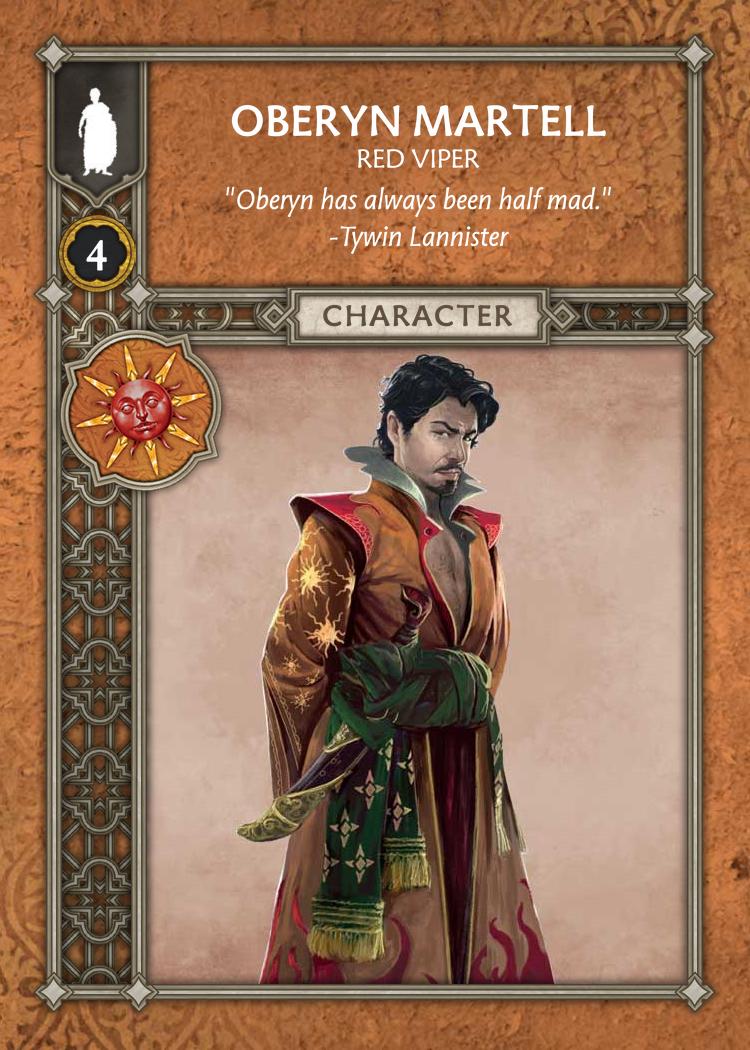 OBERYN MARTELL
RED VIPER
"Oberyn has always been half mad."
-Tywin Lannister
4
CHARACTER